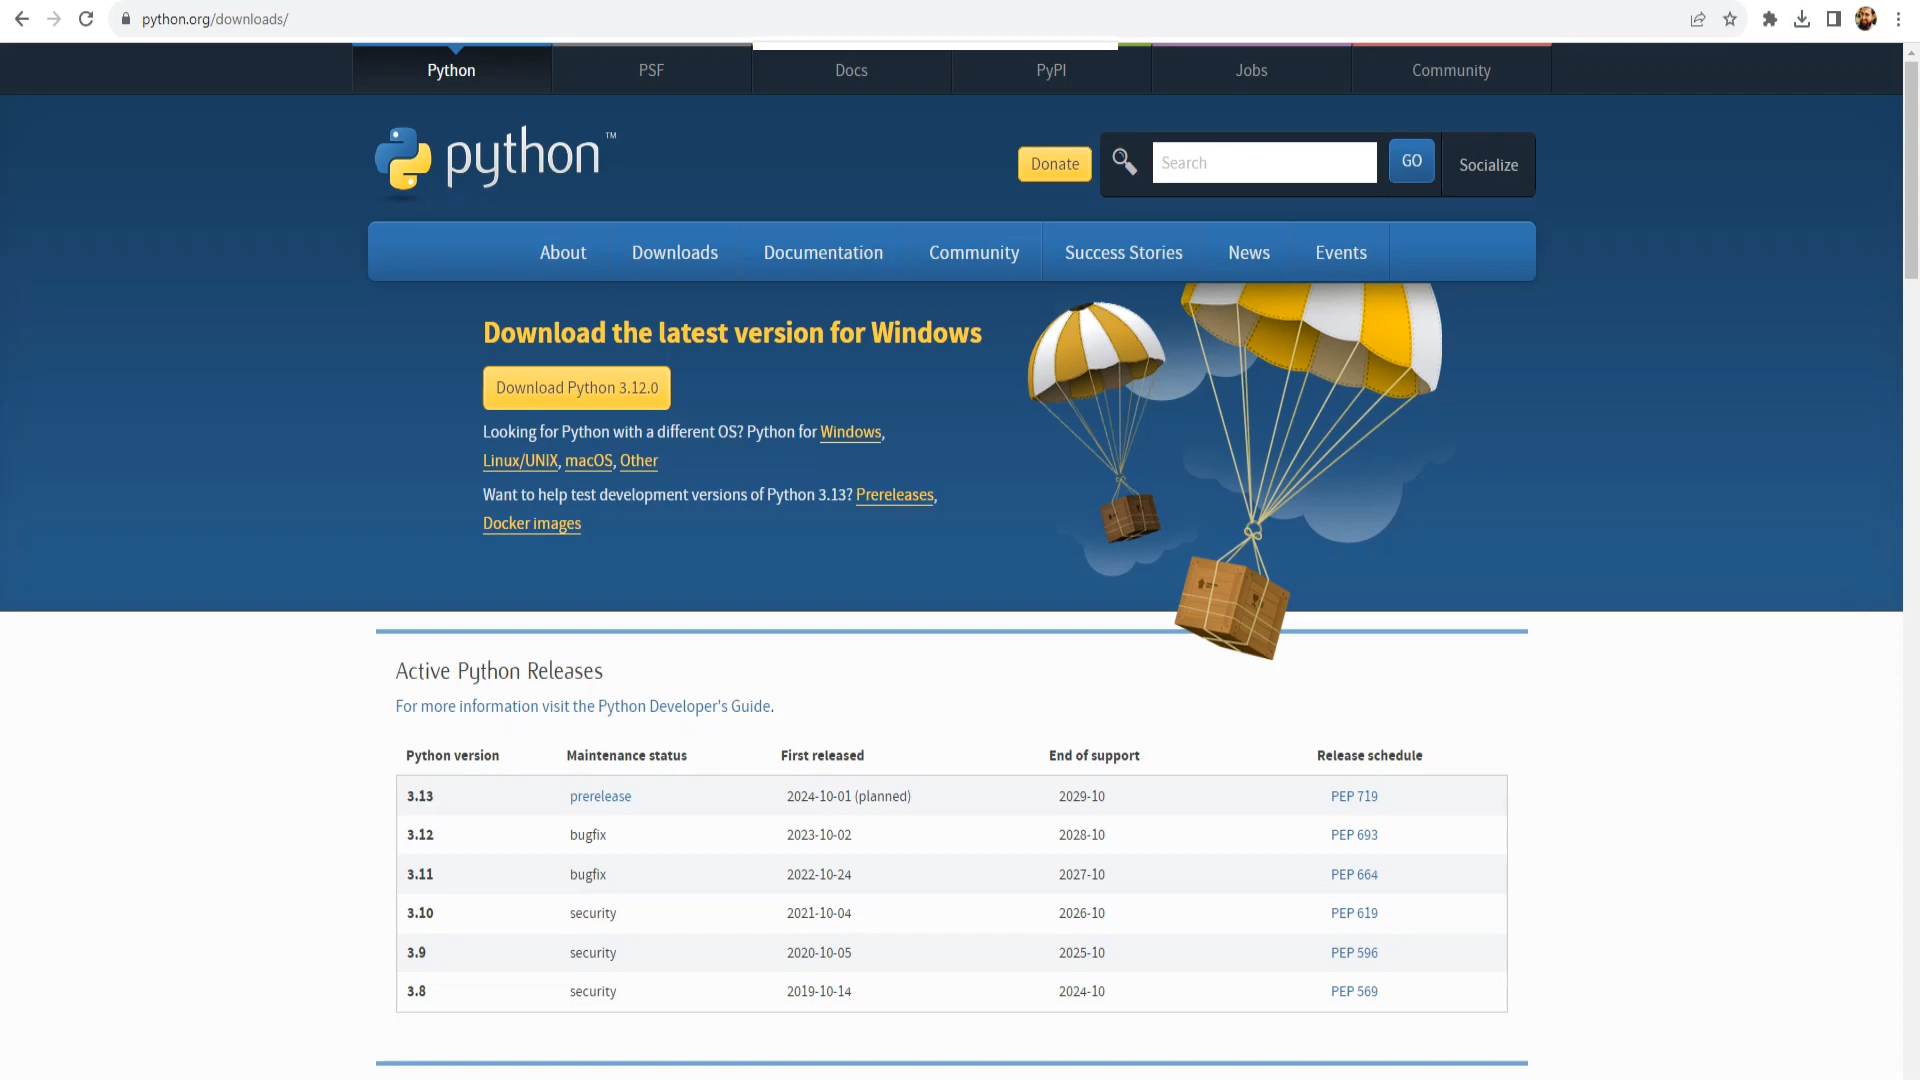 python.org/downloads/
Python PSF Docs PyPI Jobs Community
python™
Donate Search GO Socialize
About Downloads Documentation Community Success Stories News Events
Download the latest version for Windows
Download Python 3.12.0
Looking for Python with a different OS? Python for Windows,
Linux/UNIX, macOS, Other
Want to help test development versions of Python 3.13? Prereleases,
Docker images
Active Python Releases
For more information visit the Python Developer's Guide.
Python version Maintenance status First released End of support Release schedule
3.13 prerelease 2024-10-01 (planned) 2029-10 PEP 719
3.12 bugfix 2023-10-02 2028-10 PEP 693
3.11 bugfix 2022-10-24 2027-10 PEP 664
3.10 security 2021-10-04 2026-10 PEP 619
3.9 security 2020-10-05 2025-10 PEP 596
3.8 security 2019-10-14 2024-10 PEP 569